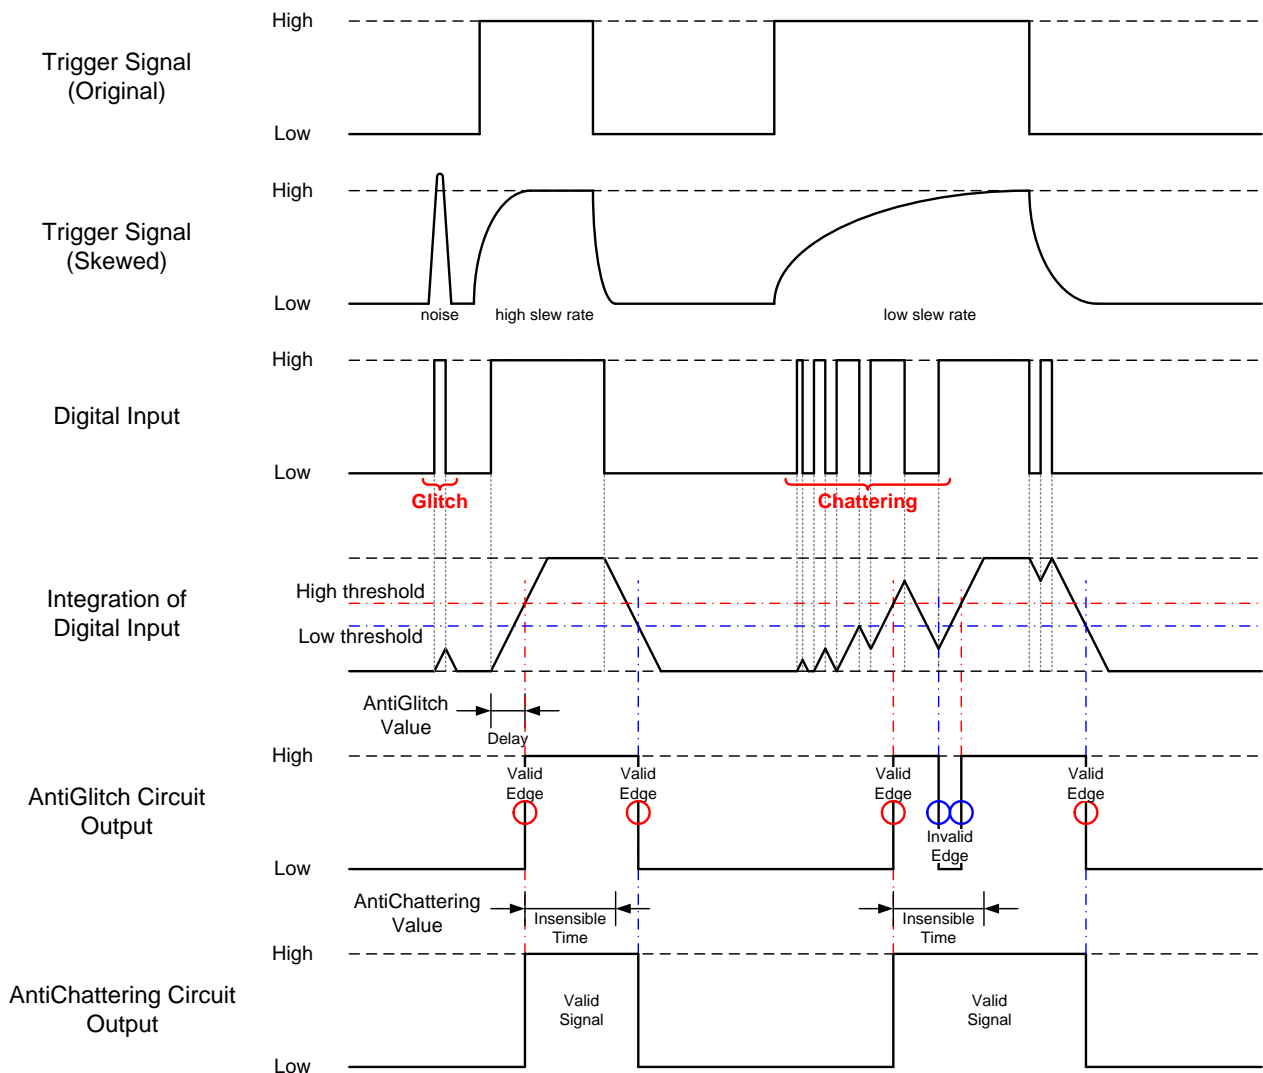 High
Trigger Signal
(Original)
Low
High
Trigger Signal
(Skewed)
Low
noise
high slew rate
low slew rate
High
Digital Input
Low
Glitch
Chattering
High threshold
Integration of
Digital Input
Low threshold
AntiGlitch
Value
Delay
High
Valid
Edge
Valid
Edge
Valid
Edge
Valid
Edge
AntiGlitch Circuit
Output
Invalid
Edge
Low
AntiChattering
Value
Insensible
Time
Insensible
Time
High
AntiChattering Circuit
Output
Valid
Signal
Valid
Signal
Low